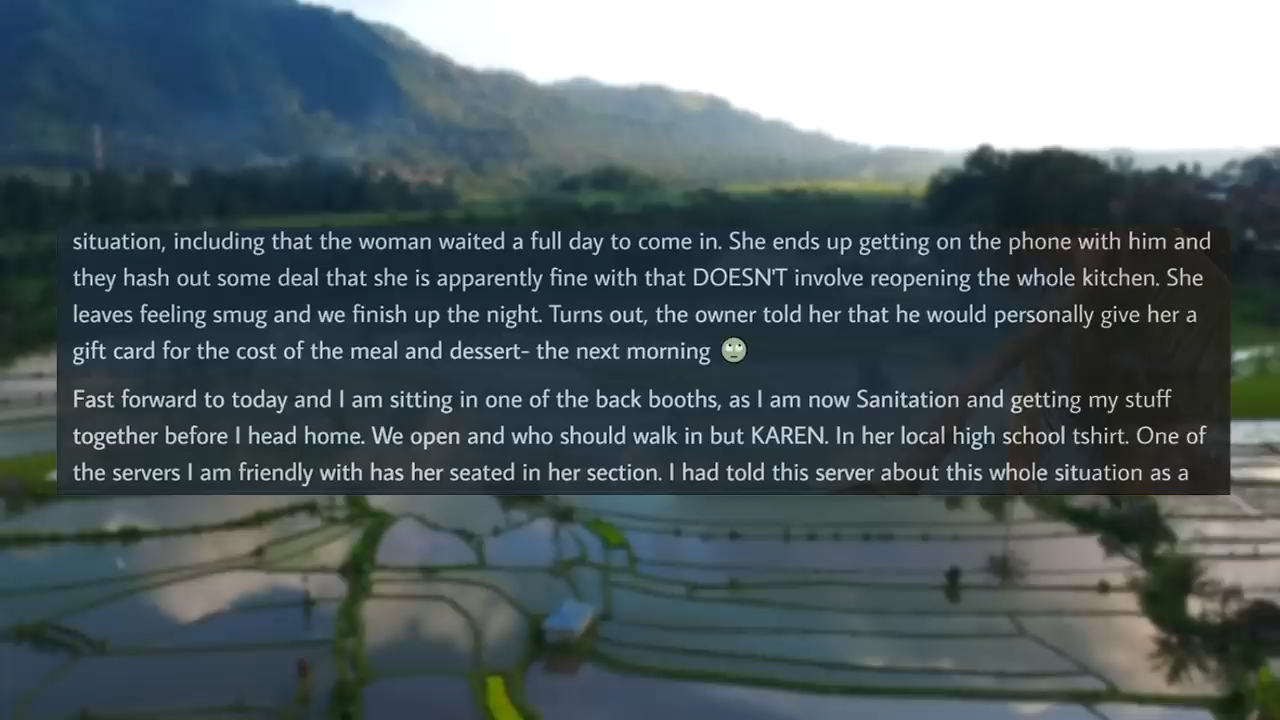 situation, including that the woman waited a full day to come in. She ends up getting on the phone with him and
they hash out some deal that she is apparently fine with that DOESN'T involve reopening the whole kitchen. She
leaves feeling smug and we finish up the night. Turns out, the owner told her that he would personally give her a
gift card for the cost of the meal and dessert- the next morning 🙄
Fast forward to today and I am sitting in one of the back booths, as I am now Sanitation and getting my stuff
together before I head home. We open and who should walk in but KAREN. In her local high school tshirt. One of
the servers I am friendly with has her seated in her section. I had told this server about this whole situation as a